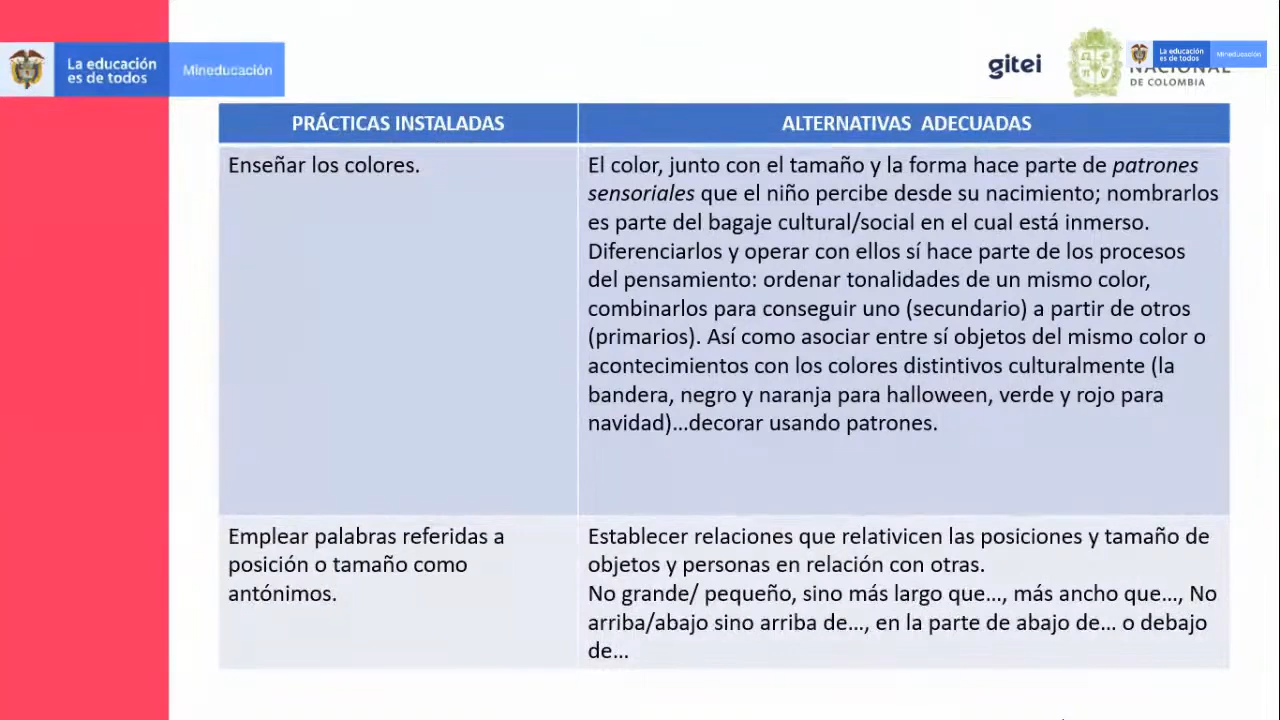 La educación
es de todos
Mineducación
gitei
La educación
es de todos
Mineducación
NACIONAL
DE COLOMBIA
PRÁCTICAS INSTALADAS
ALTERNATIVAS ADECUADAS
Enseñar los colores.
El color, junto con el tamaño y la forma hace parte de patrones
sensoriales que el niño percibe desde su nacimiento; nombrarlos
es parte del bagaje cultural/social en el cual está inmerso.
Diferenciarlos y operar con ellos sí hace parte de los procesos
del pensamiento: ordenar tonalidades de un mismo color,
combinarlos para conseguir uno (secundario) a partir de otros
(primarios). Así como asociar entre sí objetos del mismo color o
acontecimientos con los colores distintivos culturalmente (la
bandera, negro y naranja para halloween, verde y rojo para
navidad)...decorar usando patrones.
Emplear palabras referidas a
posición o tamaño como
antónimos.
Establecer relaciones que relativicen las posiciones y tamaño de
objetos y personas en relación con otras.
No grande/ pequeño, sino más largo que..., más ancho que..., No
arriba/abajo sino arriba de..., en la parte de abajo de... o debajo
de...